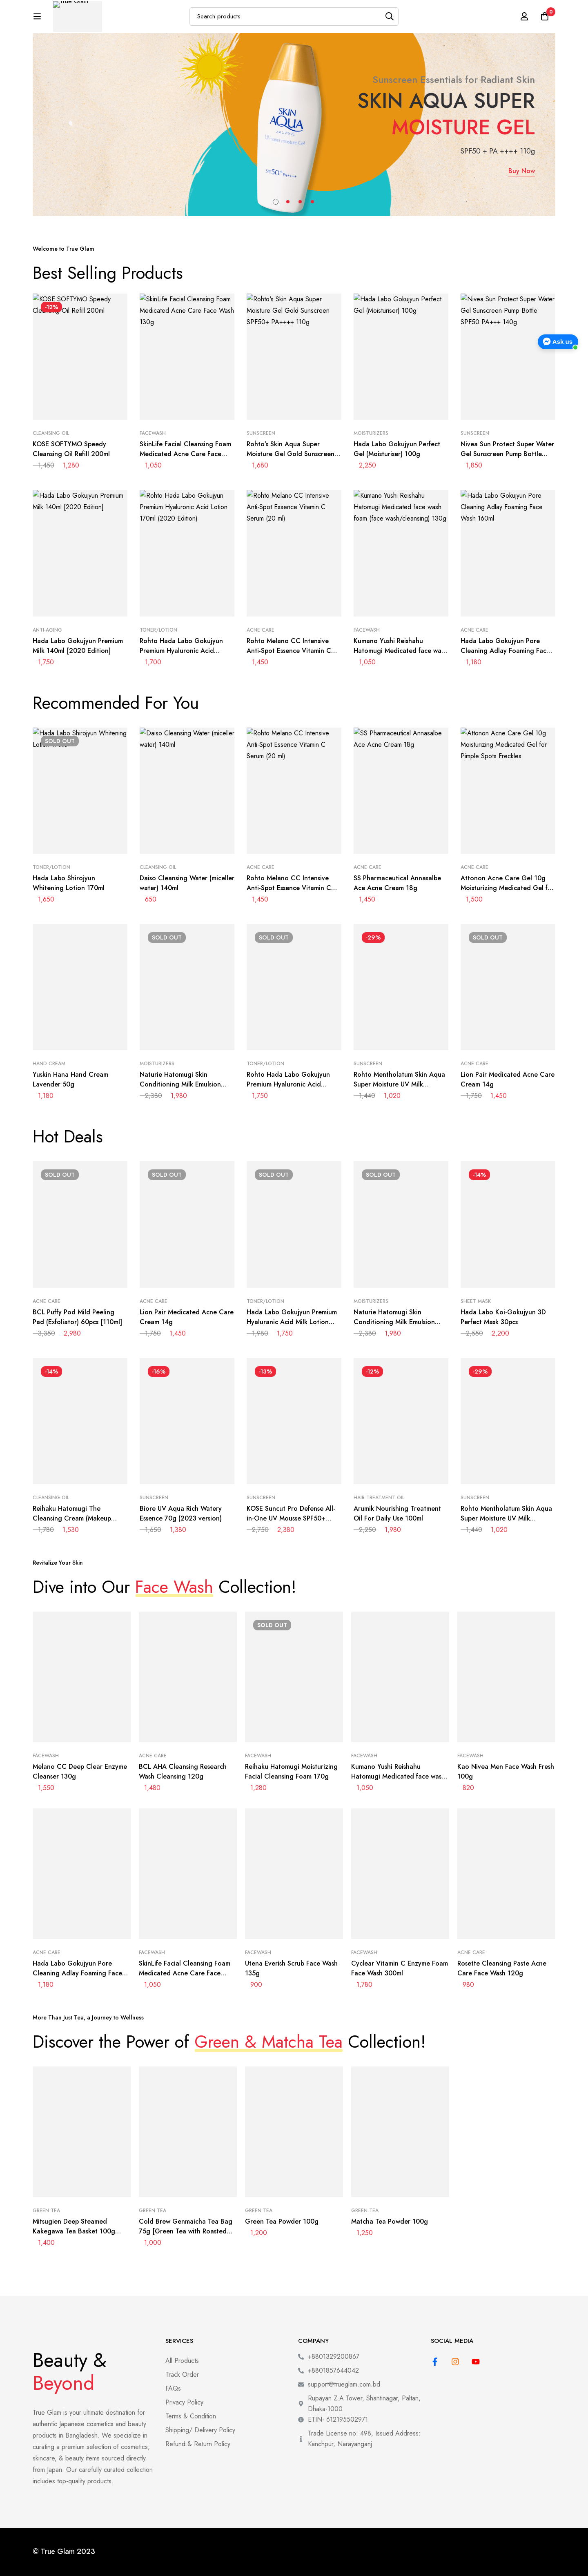 True Glam
Search products
0
Sunscreen Essentials for Radiant Skin
SKIN AQUA SUPER
MOISTURE GEL
SPF50 + PA ++++ 110g
Buy Now
SKIN
AQUA
UV
SPF50+
PA++++
Welcome to True Glam
Best Selling Products
KOSE SOFTYMO Speedy
Cleansing Oil Refill 200ml
-12%
SkinLife Facial Cleansing Foam
Medicated Acne Care Face Wash
130g
Rohto's Skin Aqua Super
Moisture Gel Gold Sunscreen
SPF50+ PA++++ 110g
Hada Labo Gokujyun Perfect
Gel (Moisturiser) 100g
Nivea Sun Protect Super Water
Gel Sunscreen Pump Bottle
SPF50 PA+++ 140g
Ask us
CLEANSING OIL
KOSE SOFTYMO Speedy
Cleansing Oil Refill 200ml
1,450 1,280
FACEWASH
SkinLife Facial Cleansing Foam
Medicated Acne Care Face...
1,050
SUNSCREEN
Rohto's Skin Aqua Super
Moisture Gel Gold Sunscreen...
1,680
MOISTURIZERS
Hada Labo Gokujyun Perfect
Gel (Moisturiser) 100g
2,250
SUNSCREEN
Nivea Sun Protect Super Water
Gel Sunscreen Pump Bottle...
1,850
Hada Labo Gokujyun Premium
Milk 140ml [2020 Edition]
Rohto Hada Labo Gokujyun
Premium Hyaluronic Acid Lotion
170ml (2020 Edition)
Rohto Melano CC Intensive
Anti-Spot Essence Vitamin C
Serum (20 ml)
Kumano Yushi Reishahu
Hatomugi Medicated face wash
foam (face wash/cleansing) 130g
Hada Labo Gokujyun Pore
Cleaning Adlay Foaming Face
Wash 160ml
ANTI-AGING
Hada Labo Gokujyun Premium
Milk 140ml [2020 Edition]
1,750
TONER/LOTION
Rohto Hada Labo Gokujyun
Premium Hyaluronic Acid...
1,700
ACNE CARE
Rohto Melano CC Intensive
Anti-Spot Essence Vitamin C...
1,450
FACEWASH
Kumano Yushi Reishahu
Hatomugi Medicated face wa...
1,050
ACNE CARE
Hada Labo Gokujyun Pore
Cleaning Adlay Foaming Fac...
1,180
Recommended For You
Hada Labo Shirojyun Whitening
SOLD OUT
Daiso Cleansing Water (miceller
water) 140ml
Rohto Melano CC Intensive
Anti-Spot Essence Vitamin C
Serum (20 ml)
SS Pharmaceutical Annasalbe
Ace Acne Cream 18g
Attonon Acne Care Gel 10g
Moisturizing Medicated Gel for
Pimple Spots Freckles
TONER/LOTION
Hada Labo Shirojyun
Whitening Lotion 170ml
1,650
CLEANSING OIL
Daiso Cleansing Water (miceller
water) 140ml
650
ACNE CARE
Rohto Melano CC Intensive
Anti-Spot Essence Vitamin C...
1,450
ACNE CARE
SS Pharmaceutical Annasalbe
Ace Acne Cream 18g
1,450
ACNE CARE
Attonon Acne Care Gel 10g
Moisturizing Medicated Gel f...
1,500
SOLD OUT
SOLD OUT
-29%
SOLD OUT
HAND CREAM
Yuskin Hana Hand Cream
Lavender 50g
1,180
MOISTURIZERS
Naturie Hatomugi Skin
Conditioning Milk Emulsion...
2,380 1,980
TONER/LOTION
Rohto Hada Labo Gokujyun
Premium Hyaluronic Acid...
1,750
SUNSCREEN
Rohto Mentholatum Skin Aqua
Super Moisture UV Milk...
1,440 1,020
ACNE CARE
Lion Pair Medicated Acne Care
Cream 14g
1,750 1,450
Hot Deals
SOLD OUT
SOLD OUT
SOLD OUT
SOLD OUT
-14%
ACNE CARE
BCL Puffy Pod Mild Peeling
Pad (Exfoliator) 60pcs [110ml]
3,350 2,980
ACNE CARE
Lion Pair Medicated Acne Care
Cream 14g
1,750 1,450
TONER/LOTION
Hada Labo Gokujyun Premium
Hyaluranic Acid Milk Lotion...
1,980 1,750
MOISTURIZERS
Naturie Hatomugi Skin
Conditioning Milk Emulsion...
2,380 1,980
SHEET MASK
Hada Labo Koi-Gokujyun 3D
Perfect Mask 30pcs
2,550 2,200
-14%
-16%
-13%
-12%
-29%
CLEANSING OIL
Reihaku Hatomugi The
Cleansing Cream (Makeup...
1,780 1,530
SUNSCREEN
Biore UV Aqua Rich Watery
Essence 70g (2023 version)
1,650 1,380
SUNSCREEN
KOSE Suncut Pro Defense All-
in-One UV Mousse SPF50+...
2,750 2,380
HAIR TREATMENT OIL
Arumik Nourishing Treatment
Oil For Daily Use 100ml
2,250 1,980
SUNSCREEN
Rohto Mentholatum Skin Aqua
Super Moisture UV Milk...
1,440 1,020
Revitalize Your Skin
Dive into Our Face Wash Collection!
SOLD OUT
FACEWASH
Melano CC Deep Clear Enzyme
Cleanser 130g
1,550
ACNE CARE
BCL AHA Cleansing Research
Wash Cleansing 120g
1,480
FACEWASH
Reihaku Hatomugi Moisturizing
Facial Cleansing Foam 170g
1,280
FACEWASH
Kumano Yushi Reishahu
Hatomugi Medicated face was...
1,050
FACEWASH
Kao Nivea Men Face Wash Fresh
100g
820
ACNE CARE
Hada Labo Gokujyun Pore
Cleaning Adlay Foaming Face...
1,180
FACEWASH
SkinLife Facial Cleansing Foam
Medicated Acne Care Face...
1,050
FACEWASH
Utena Everish Scrub Face Wash
135g
900
FACEWASH
Cyclear Vitamin C Enzyme Foam
Face Wash 300ml
1,780
ACNE CARE
Rosette Cleansing Paste Acne
Care Face Wash 120g
980
More Than Just Tea, a Journey to Wellness
Discover the Power of Green & Matcha Tea Collection!
GREEN TEA
Mitsugien Deep Steamed
Kakegawa Tea Basket 100g...
1,400
GREEN TEA
Cold Brew Genmaicha Tea Bag
75g [Green Tea with Roasted...
1,000
GREEN TEA
Green Tea Powder 100g
1,200
GREEN TEA
Matcha Tea Powder 100g
1,250
Beauty &
Beyond
True Glam is your ultimate destination for
authentic Japanese cosmetics and beauty
products in Bangladesh. We specialize in
curating a premium selection of cosmetics,
skincare, & beauty items sourced directly
from Japan. Our carefully curated collection
includes top-quality products.
SERVICES
All Products
Track Order
FAQs
Privacy Policy
Terms & Condition
Shipping/ Delivery Policy
Refund & Return Policy
COMPANY
+8801329200867
+8801857644042
support@trueglam.com.bd
Rupayan Z.A Tower, Shantinagar, Paltan,
Dhaka-1000
ETIN- 612195502971
Trade License no: 498, Issued Address:
Kanchpur, Narayanganj
SOCIAL MEDIA
© True Glam 2023